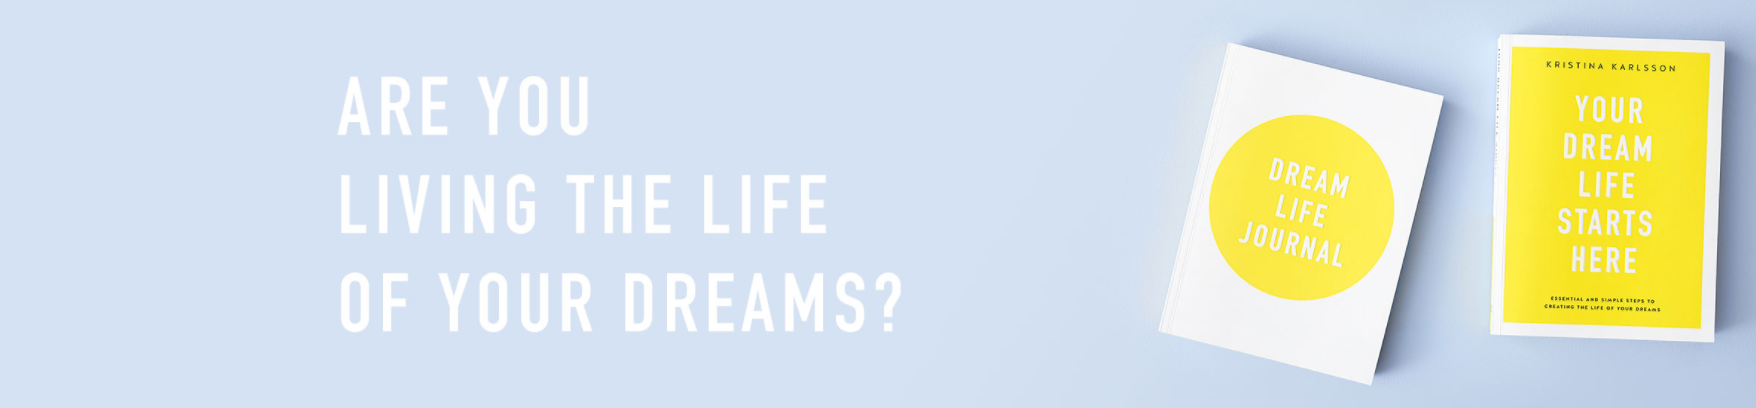 ARE YOU
LIVING THE LIFE
OF YOUR DREAMS?
DREAM
LIFE
JOURNAL
KRISTINA KARLSSON
YOUR
DREAM
LIFE
STARTS
HERE
ESSENTIAL AND SIMPLE STEPS TO
CREATING THE LIFE OF YOUR DREAMS